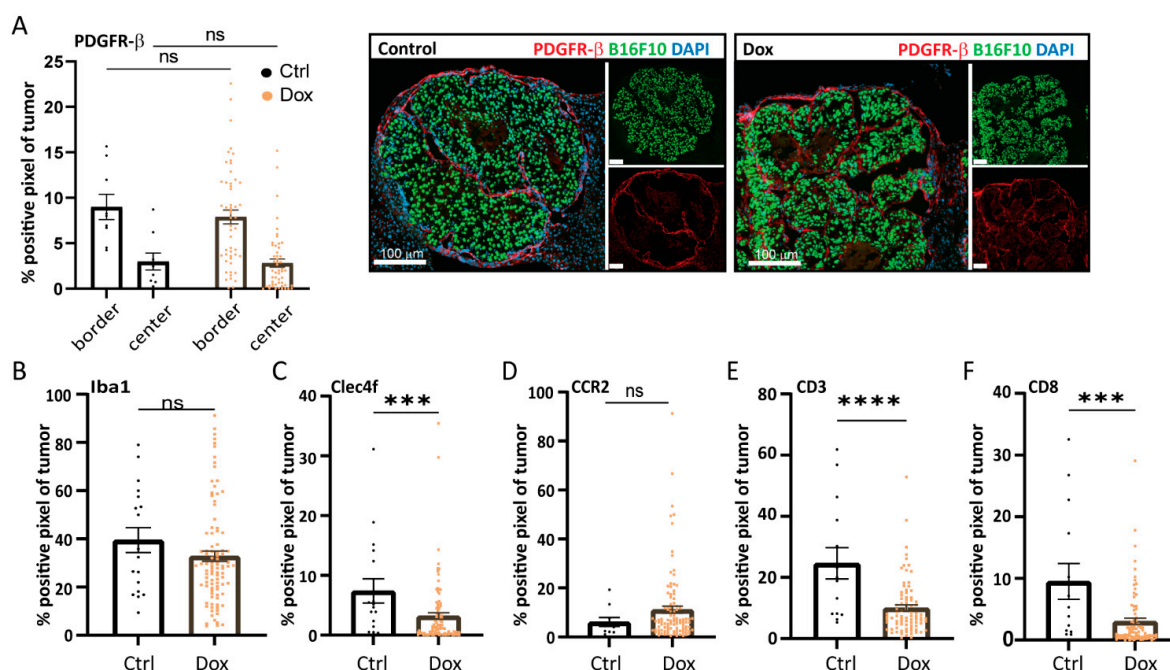 A
PDGFR-β
ns
ns
Ctrl
Dox
% positive pixel of tumor
25
20
15
10
5
0
border
center
border
center
Control
PDGFR-β B16F10 DAPI
100 μm
Dox
PDGFR-β B16F10 DAPI
100 μm
B
Iba1
ns
% positive pixel of tumor
100
80
60
40
20
0
Ctrl
Dox
C
Clec4f
***
% positive pixel of tumor
40
30
20
10
0
Ctrl
Dox
D
CCR2
ns
% positive pixel of tumor
100
80
60
40
20
0
Ctrl
Dox
E
CD3
****
% positive pixel of tumor
80
60
40
20
0
Ctrl
Dox
F
CD8
***
% positive pixel of tumor
40
30
20
10
0
Ctrl
Dox